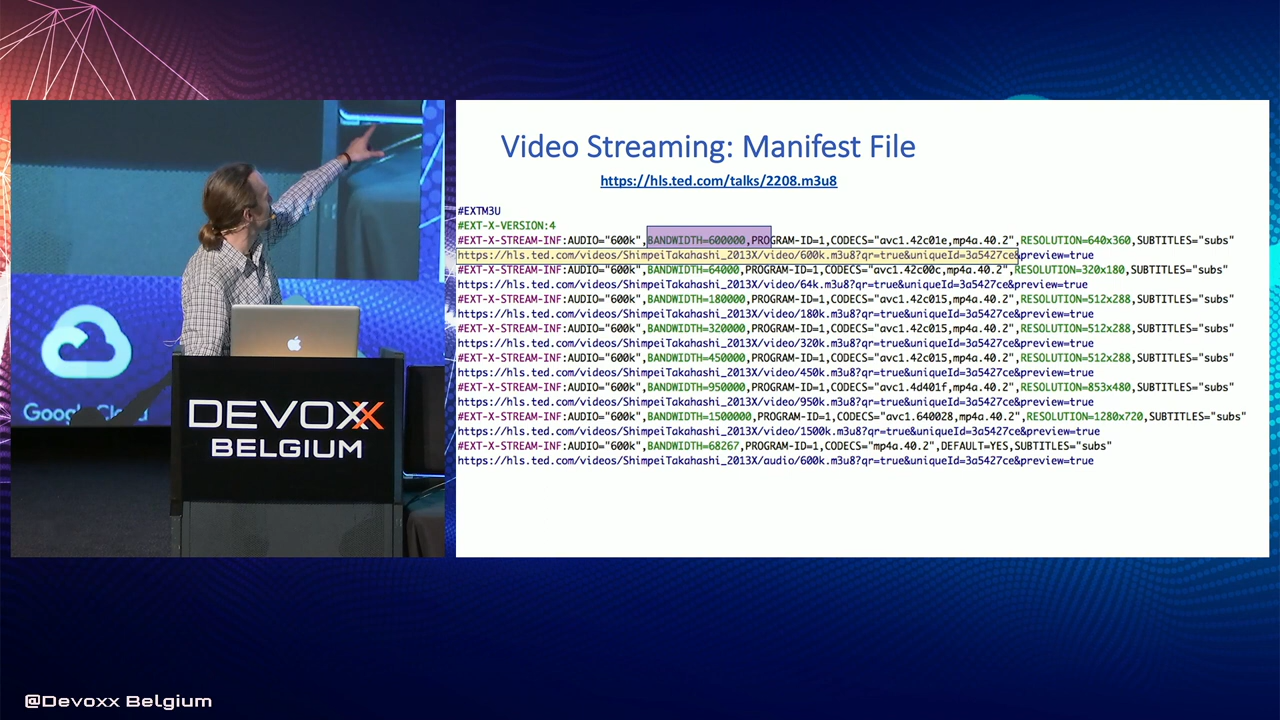 Video Streaming: Manifest File
https://hls.ted.com/talks/2208.m3u8
#EXTM3U
#EXT-X-VERSION:4
#EXT-X-STREAM-INF:AUDIO="600k",BANDWIDTH=600000,PROGRAM-ID=1,CODECS="avc1.42c01e,mp4a.40.2",RESOLUTION=640x360,SUBTITLES="subs"
https://hls.ted.com/videos/ShimpeiTakahashi_2013X/video/600k.m3u8?qr=true&uniqueId=3a5427ce&preview=true
#EXT-X-STREAM-INF:AUDIO="600k",BANDWIDTH=64000,PROGRAM-ID=1,CODECS="avc1.42c00c,mp4a.40.2",RESOLUTION=320x180,SUBTITLES="subs"
https://hls.ted.com/videos/ShimpeiTakahashi_2013X/video/64k.m3u8?qr=true&uniqueId=3a5427ce&preview=true
#EXT-X-STREAM-INF:AUDIO="600k",BANDWIDTH=180000,PROGRAM-ID=1,CODECS="avc1.42c015,mp4a.40.2",RESOLUTION=512x288,SUBTITLES="subs"
https://hls.ted.com/videos/ShimpeiTakahashi_2013X/video/180k.m3u8?qr=true&uniqueId=3a5427ce&preview=true
#EXT-X-STREAM-INF:AUDIO="600k",BANDWIDTH=320000,PROGRAM-ID=1,CODECS="avc1.42c015,mp4a.40.2",RESOLUTION=512x288,SUBTITLES="subs"
https://hls.ted.com/videos/ShimpeiTakahashi_2013X/video/320k.m3u8?qr=true&uniqueId=3a5427ce&preview=true
#EXT-X-STREAM-INF:AUDIO="600k",BANDWIDTH=450000,PROGRAM-ID=1,CODECS="avc1.42c015,mp4a.40.2",RESOLUTION=512x288,SUBTITLES="subs"
https://hls.ted.com/videos/ShimpeiTakahashi_2013X/video/450k.m3u8?qr=true&uniqueId=3a5427ce&preview=true
#EXT-X-STREAM-INF:AUDIO="600k",BANDWIDTH=950000,PROGRAM-ID=1,CODECS="avc1.4d401f,mp4a.40.2",RESOLUTION=853x480,SUBTITLES="subs"
https://hls.ted.com/videos/ShimpeiTakahashi_2013X/video/950k.m3u8?qr=true&uniqueId=3a5427ce&preview=true
#EXT-X-STREAM-INF:AUDIO="600k",BANDWIDTH=1500000,PROGRAM-ID=1,CODECS="avc1.640028,mp4a.40.2",RESOLUTION=1280x720,SUBTITLES="subs"
https://hls.ted.com/videos/ShimpeiTakahashi_2013X/video/1500k.m3u8?qr=true&uniqueId=3a5427ce&preview=true
#EXT-X-STREAM-INF:AUDIO="600k",BANDWIDTH=68267,PROGRAM-ID=1,CODECS="mp4a.40.2",DEFAULT=YES,SUBTITLES="subs"
https://hls.ted.com/videos/ShimpeiTakahashi_2013X/audio/600k.m3u8?qr=true&uniqueId=3a5427ce&preview=true
Google Cloud
DEVOXX
BELGIUM
@Devoxx Belgium